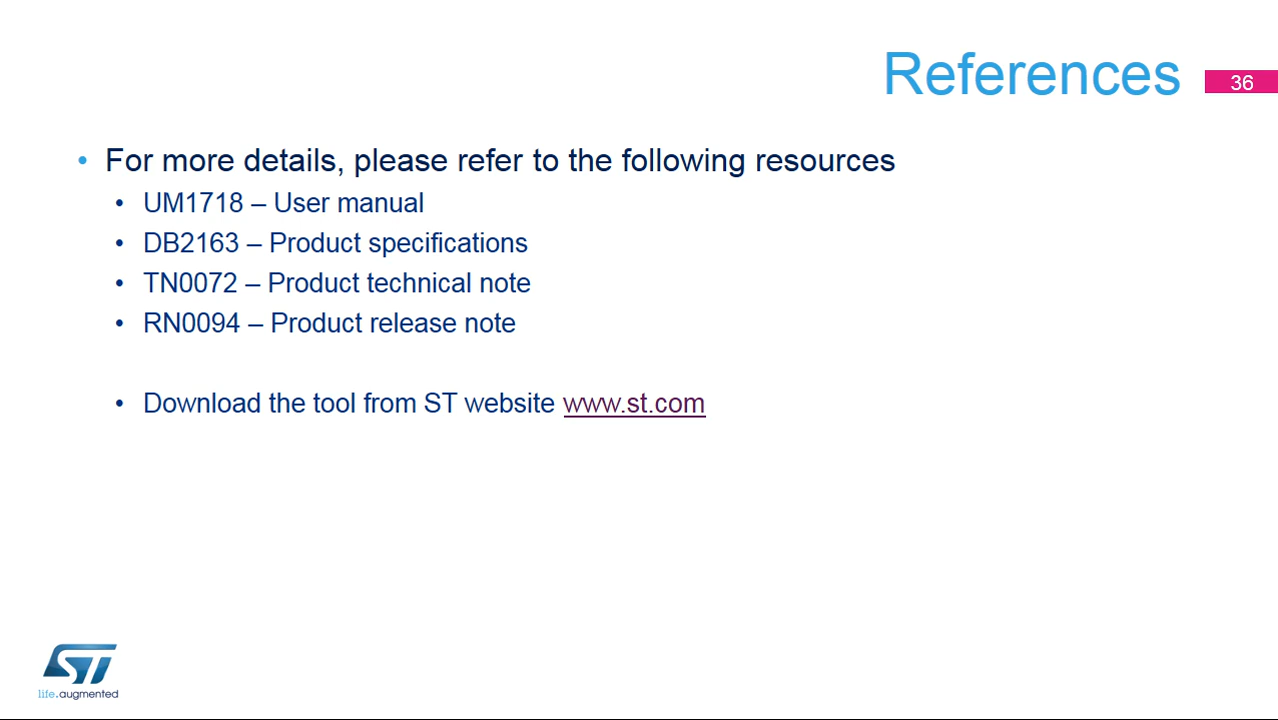 References
36
• For more details, please refer to the following resources
• UM1718 – User manual
• DB2163 – Product specifications
• TN0072 – Product technical note
• RN0094 – Product release note
• Download the tool from ST website www.st.com
ST
life.augmented